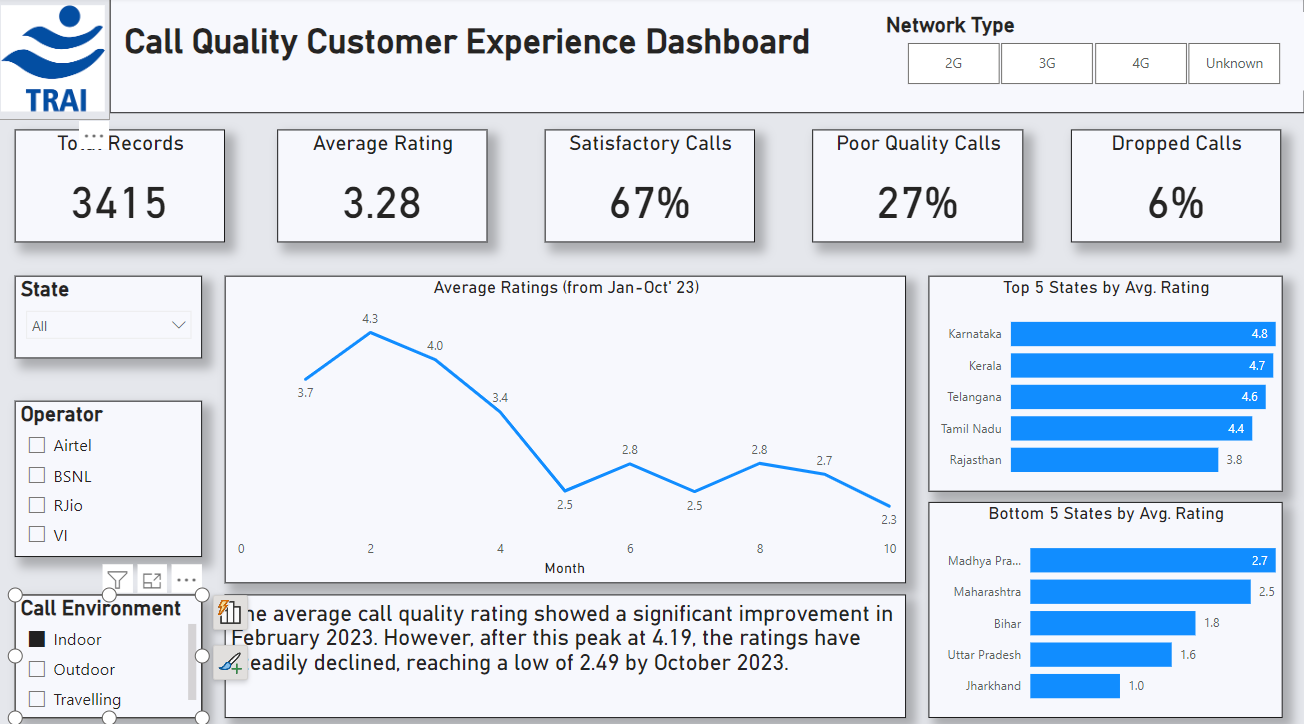 TRAI
Call Quality Customer Experience Dashboard
Network Type
2G
3G
4G
Unknown
Records
3415
Average Rating
3.28
Satisfactory Calls
67%
Poor Quality Calls
27%
Dropped Calls
6%
State
All
Operator
Airtel
BSNL
RJio
VI
Call Environment
Indoor
Outdoor
Travelling
Average Ratings (from Jan-Oct' 23)
3.7
4.3
4.0
3.4
2.5
2.8
2.5
2.8
2.7
2.3
0 2 4 6 8 10
Month
average call quality rating showed a significant improvement in
February 2023. However, after this peak at 4.19, the ratings have
declined, reaching a low of 2.49 by October 2023.
Top 5 States by Avg. Rating
Karnataka 4.8
Kerala 4.7
Telangana 4.6
Tamil Nadu 4.4
Rajasthan 3.8
Bottom 5 States by Avg. Rating
Madhya Pra... 2.7
Maharashtra 2.5
Bihar 1.8
Uttar Pradesh 1.6
Jharkhand 1.0